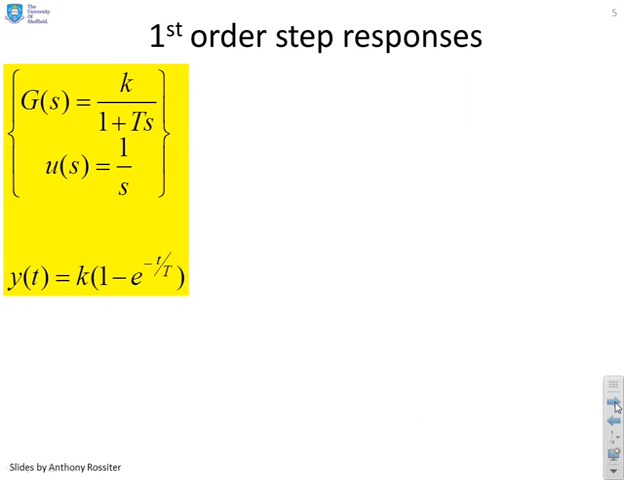 The
University
Of
Sheffield.
5
1st order step responses
G(s) = k / (1 + Ts)
u(s) = 1 / s
y(t) = k(1 − e^(−t/T))
Slides by Anthony Rossiter